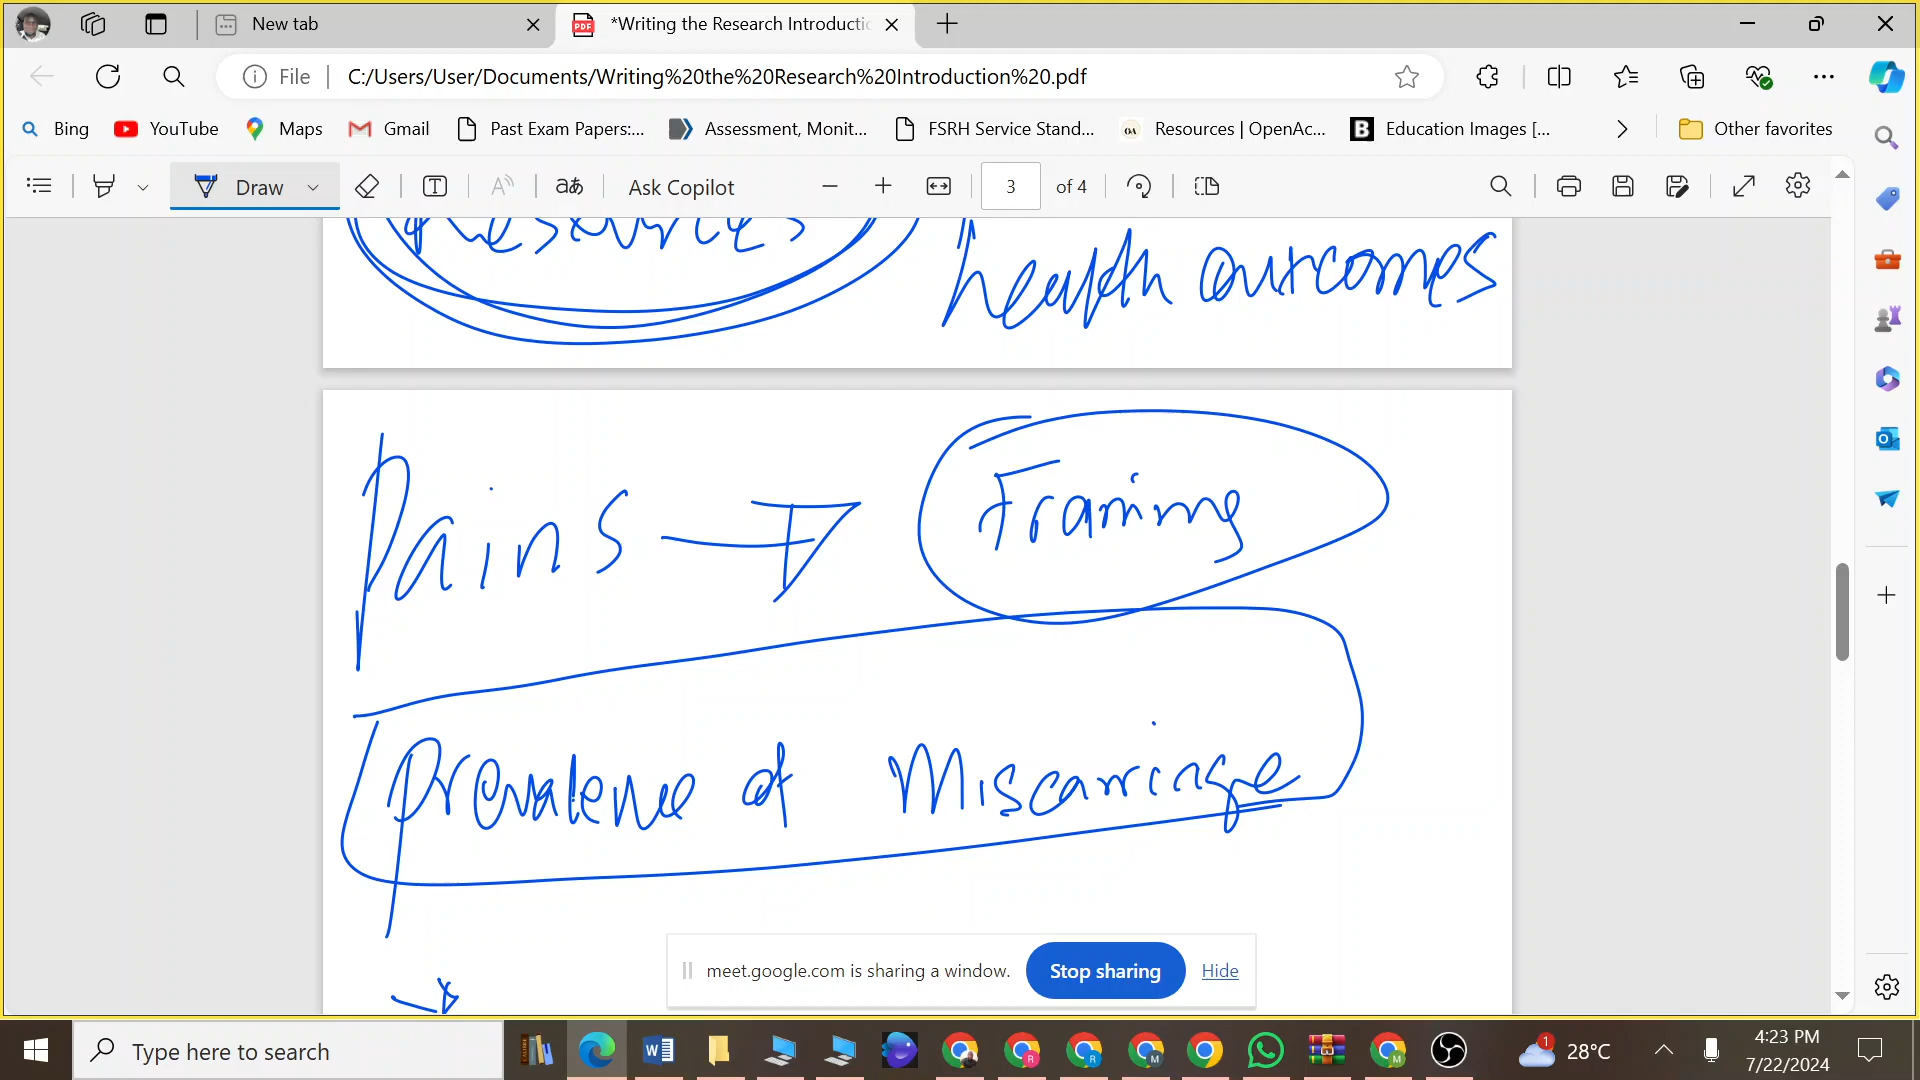 New tab
*Writing the Research Introductic
File
C:/Users/User/Documents/Writing%20the%20Research%20Introduction%20.pdf
Bing
YouTube
Maps
Gmail
Past Exam Papers:...
Assessment, Monit...
FSRH Service Stand...
Resources | OpenAc...
Education Images [...
Other favorites
Draw
Ask Copilot
3
of 4
Resources
health outcomes
Pains
Framing
prevalence of Miscarriage
meet.google.com is sharing a window.
Stop sharing
Hide
Type here to search
1
28°C
4:23 PM
7/22/2024